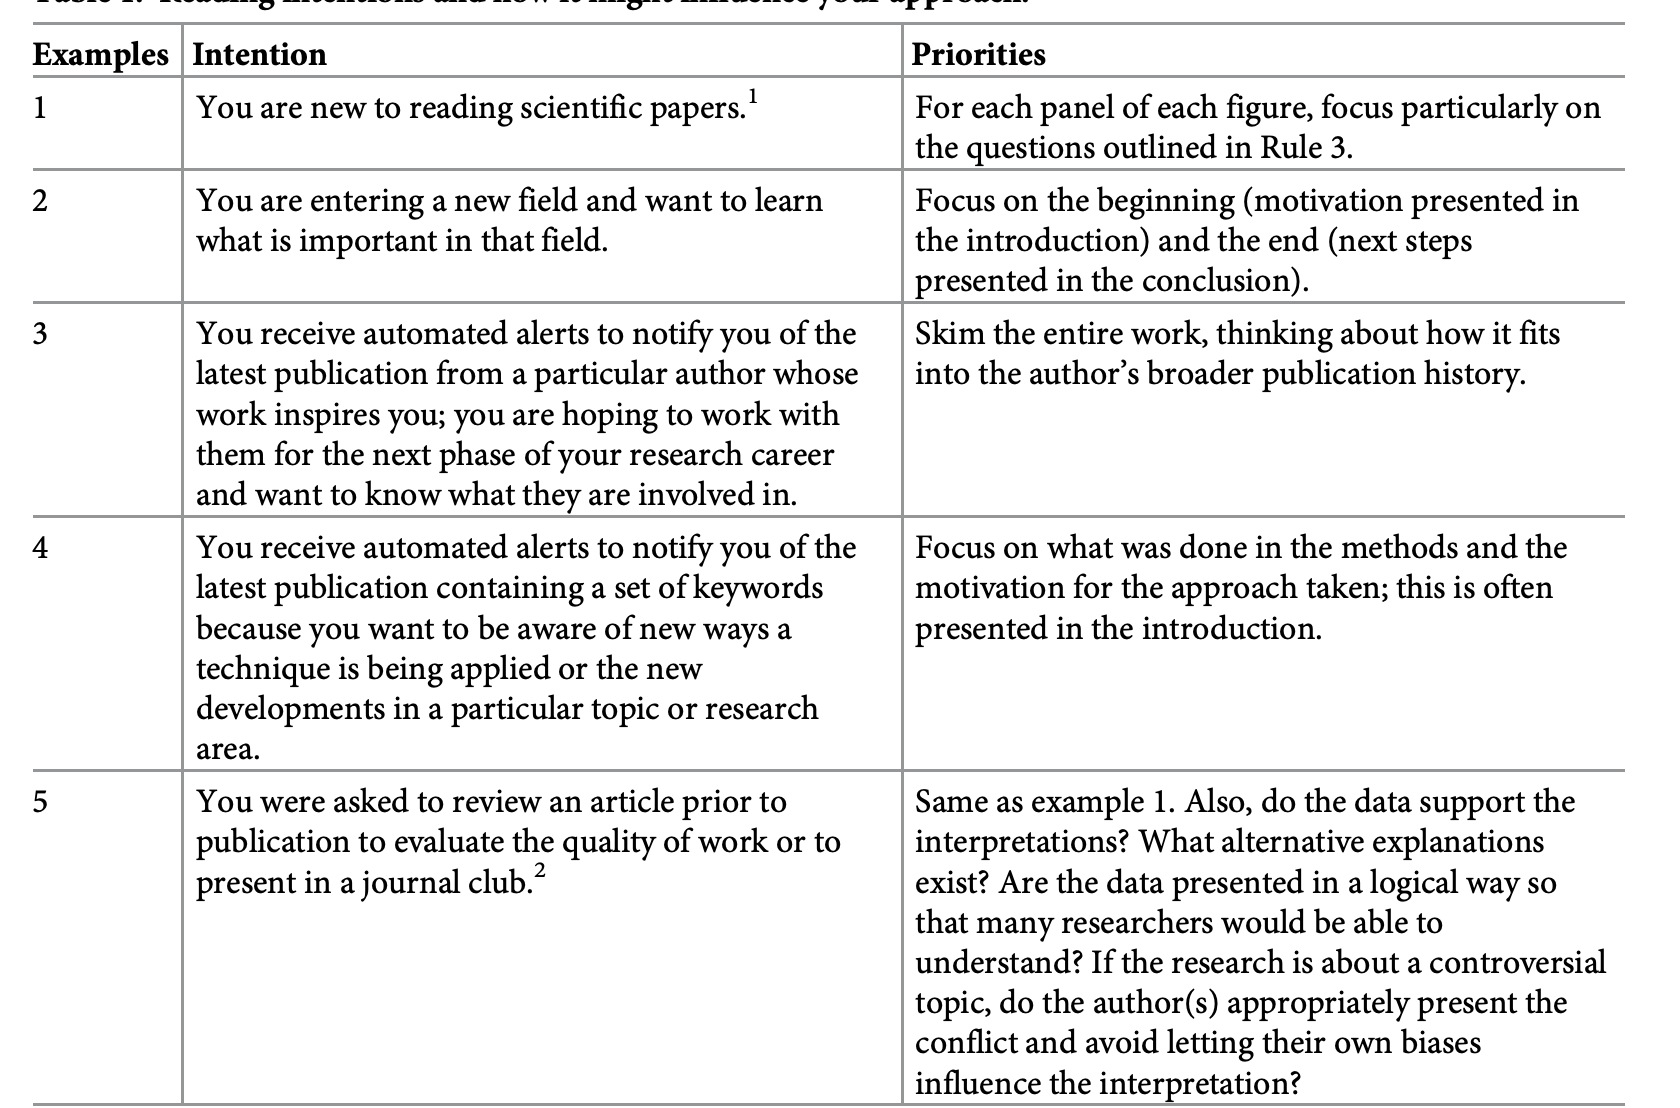 Table 1. Reading intentions and how it might influence your approach.
Examples Intention Priorities
1 You are new to reading scientific papers.1 For each panel of each figure, focus particularly on
the questions outlined in Rule 3.
2 You are entering a new field and want to learn Focus on the beginning (motivation presented in
what is important in that field. the introduction) and the end (next steps
presented in the conclusion).
3 You receive automated alerts to notify you of the Skim the entire work, thinking about how it fits
latest publication from a particular author whose into the author’s broader publication history.
work inspires you; you are hoping to work with
them for the next phase of your research career
and want to know what they are involved in.
4 You receive automated alerts to notify you of the Focus on what was done in the methods and the
latest publication containing a set of keywords motivation for the approach taken; this is often
because you want to be aware of new ways a presented in the introduction.
technique is being applied or the new
developments in a particular topic or research
area.
5 You were asked to review an article prior to Same as example 1. Also, do the data support the
publication to evaluate the quality of work or to interpretations? What alternative explanations
present in a journal club.2 exist? Are the data presented in a logical way so
that many researchers would be able to
understand? If the research is about a controversial
topic, do the author(s) appropriately present the
conflict and avoid letting their own biases
influence the interpretation?